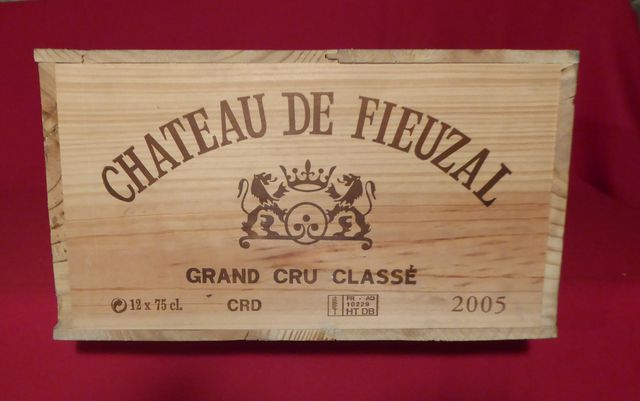 CHATEAU DE FIEUZAL
GRAND CRU CLASSÉ
12 x 75 cl. CRD FR - AQ 2005
10229
HT DB